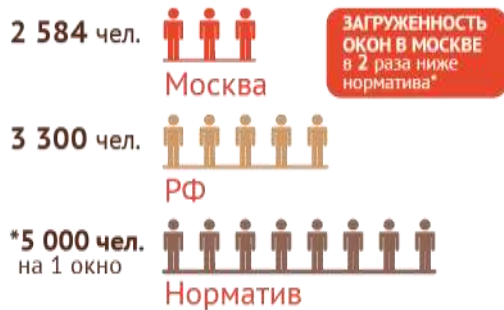 2 584 чел.
Москва
ЗАГРУЖЕННОСТЬ
ОКОН В МОСКВЕ
в 2 раза ниже
норматива*
3 300 чел.
РФ
*5 000 чел.
на 1 окно
Норматив